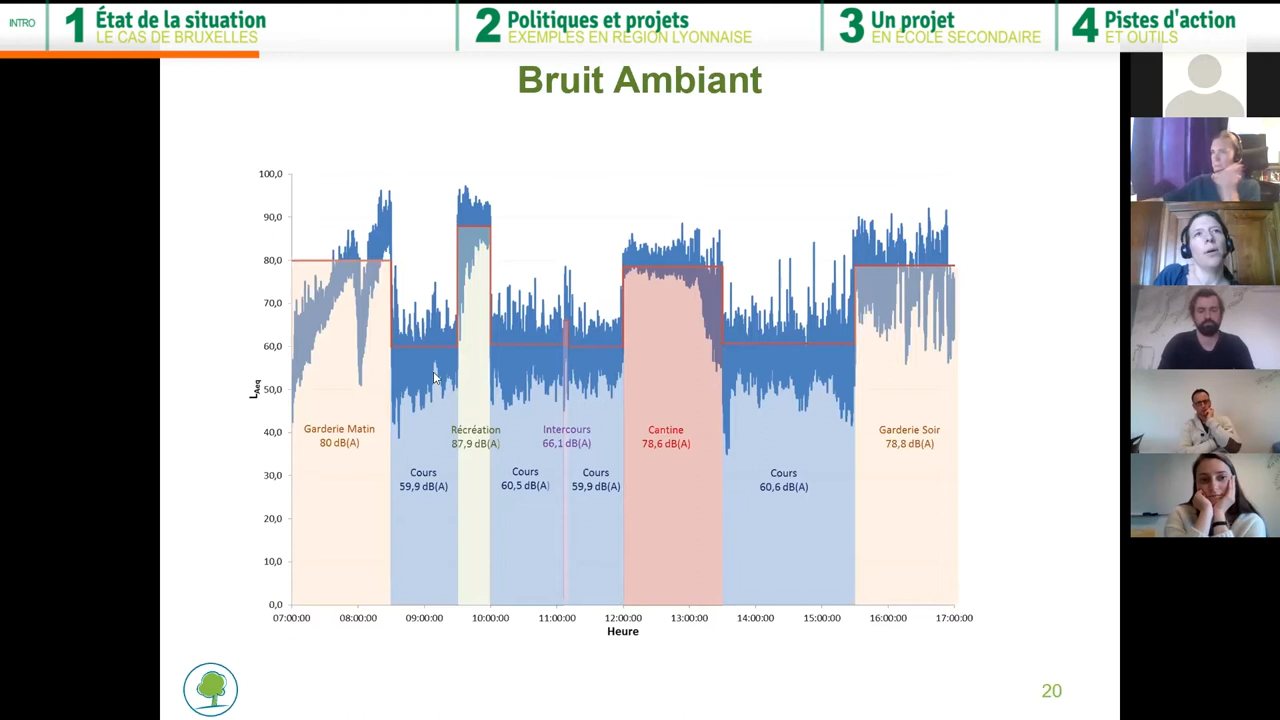 INTRO
1 État de la situation
LE CAS DE BRUXELLES
2 Politiques et projets
EXEMPLES EN RÉGION LYONNAISE
3 Un projet
EN ÉCOLE SECONDAIRE
4 Pistes d'action
ET OUTILS
Bruit Ambiant
100,0
90,0
80,0
70,0
60,0
50,0
40,0
30,0
20,0
10,0
0,0
LAeq
Garderie Matin
80 dB(A)
Cours
59,9 dB(A)
Récréation
87,9 dB(A)
Cours
60,5 dB(A)
Intercours
66,1 dB(A)
Cours
59,9 dB(A)
Cantine
78,6 dB(A)
Cours
60,6 dB(A)
Garderie Soir
78,8 dB(A)
07:00:00 08:00:00 09:00:00 10:00:00 11:00:00 12:00:00 13:00:00 14:00:00 15:00:00 16:00:00 17:00:00
Heure
20